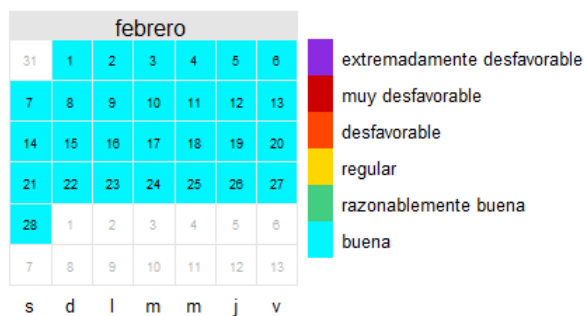 febrero
31 1 2 3 4 5 6
7 8 9 10 11 12 13
14 15 16 17 18 19 20
21 22 23 24 25 26 27
28 1 2 3 4 5 6
7 8 9 10 11 12 13
s d l m m j v
extremadamente desfavorable
muy desfavorable
desfavorable
regular
razonablemente buena
buena